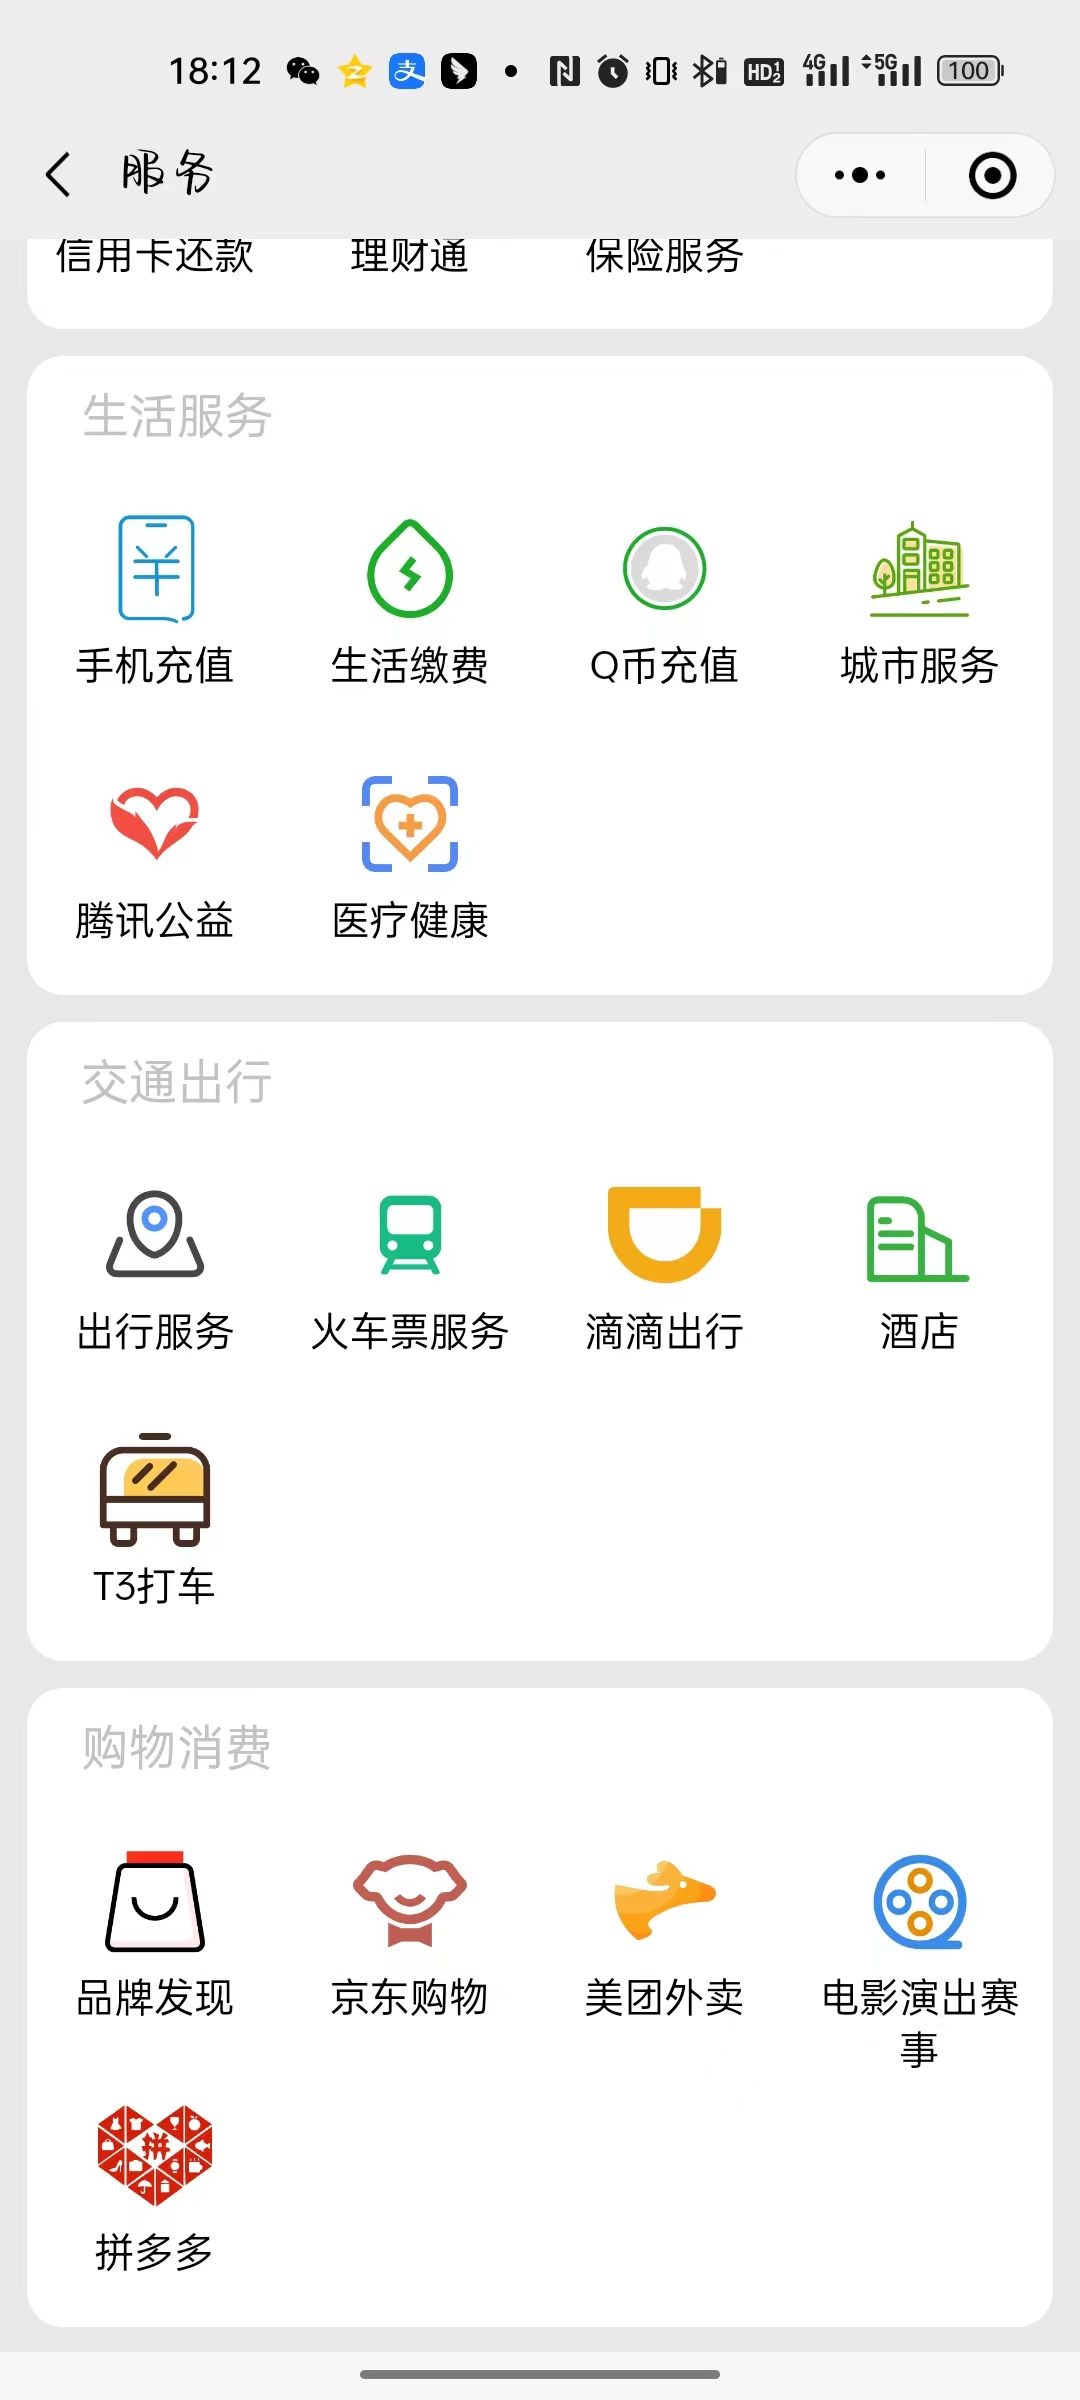 18:12
HD 1 2
4G
5G
100
服务
信用卡还款 理财通 保险服务
生活服务
手机充值 生活缴费 Q币充值 城市服务
腾讯公益 医疗健康
交通出行
出行服务 火车票服务 滴滴出行 酒店
T3打车
购物消费
品牌发现 京东购物 美团外卖 电影演出赛
事
拼
拼多多